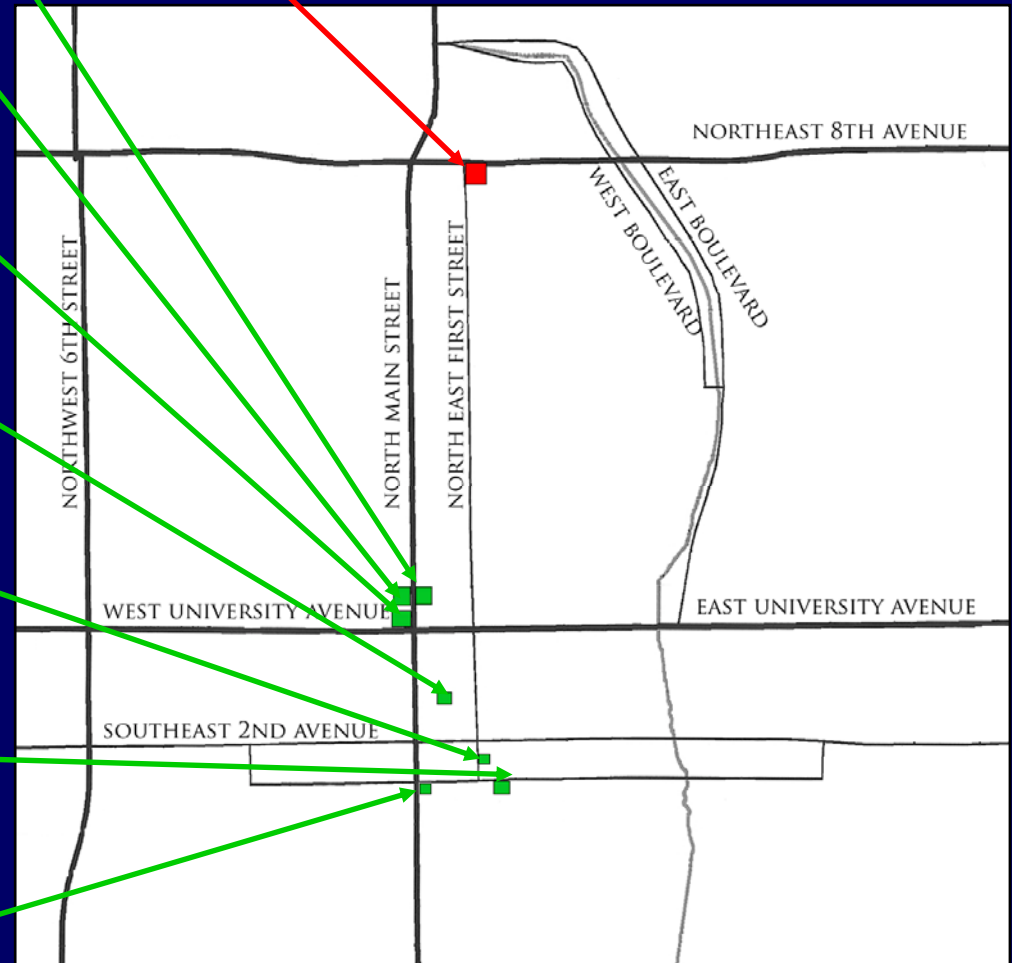 NORTHEAST 8TH AVENUE
EAST BOULEVARD
WEST BOULEVARD
NORTHWEST 6TH STREET
NORTH MAIN STREET
NORTH EAST FIRST STREET
WEST UNIVERSITY AVENUE
EAST UNIVERSITY AVENUE
SOUTHEAST 2ND AVENUE